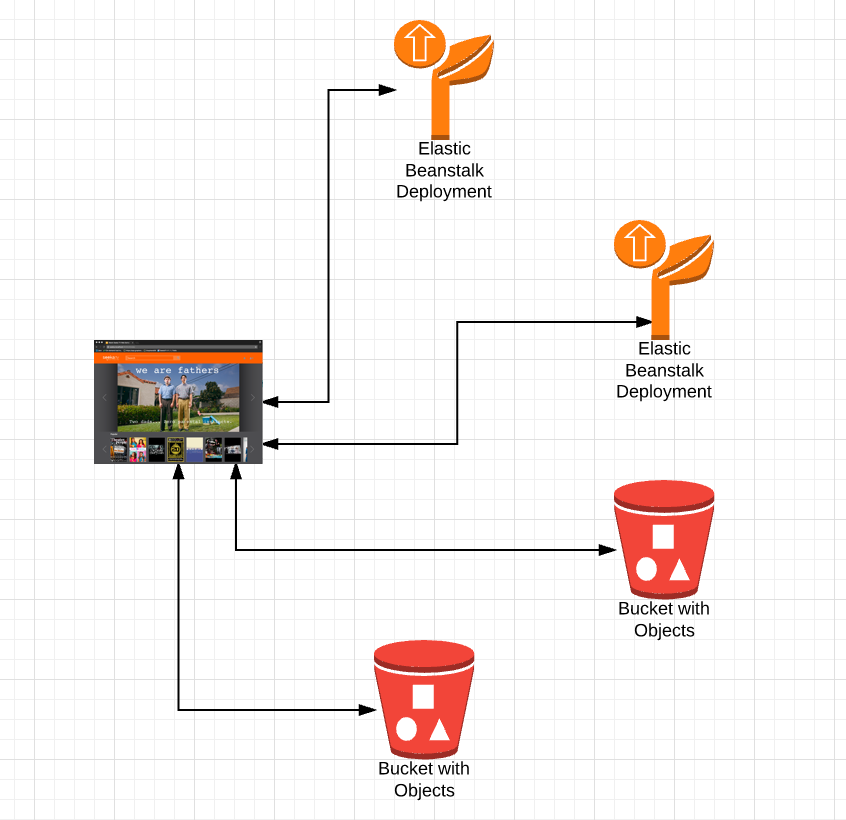 Elastic
Beanstalk
Deployment
Elastic
Beanstalk
Deployment
we are fathers
Bucket with
Objects
Bucket with
Objects